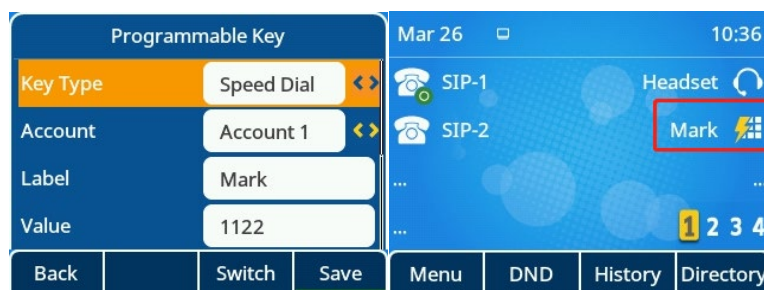 Programmable Key
Key Type Speed Dial
Account Account 1
Label Mark
Value 1122
Back Switch Save
Mar 26 10:36
SIP-1 Headset
SIP-2 Mark
... ...
... 1 2 3 4
Menu DND History Directory